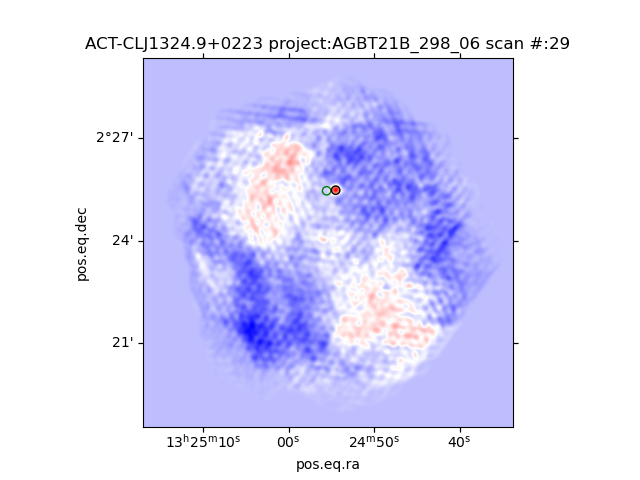 ACT-CLJ1324.9+0223 project:AGBT21B_298_06 scan #:29
2°27'
24'
21'
13ʰ25ᵐ10ˢ 00ˢ 24ᵐ50ˢ 40ˢ
pos.eq.ra
pos.eq.dec